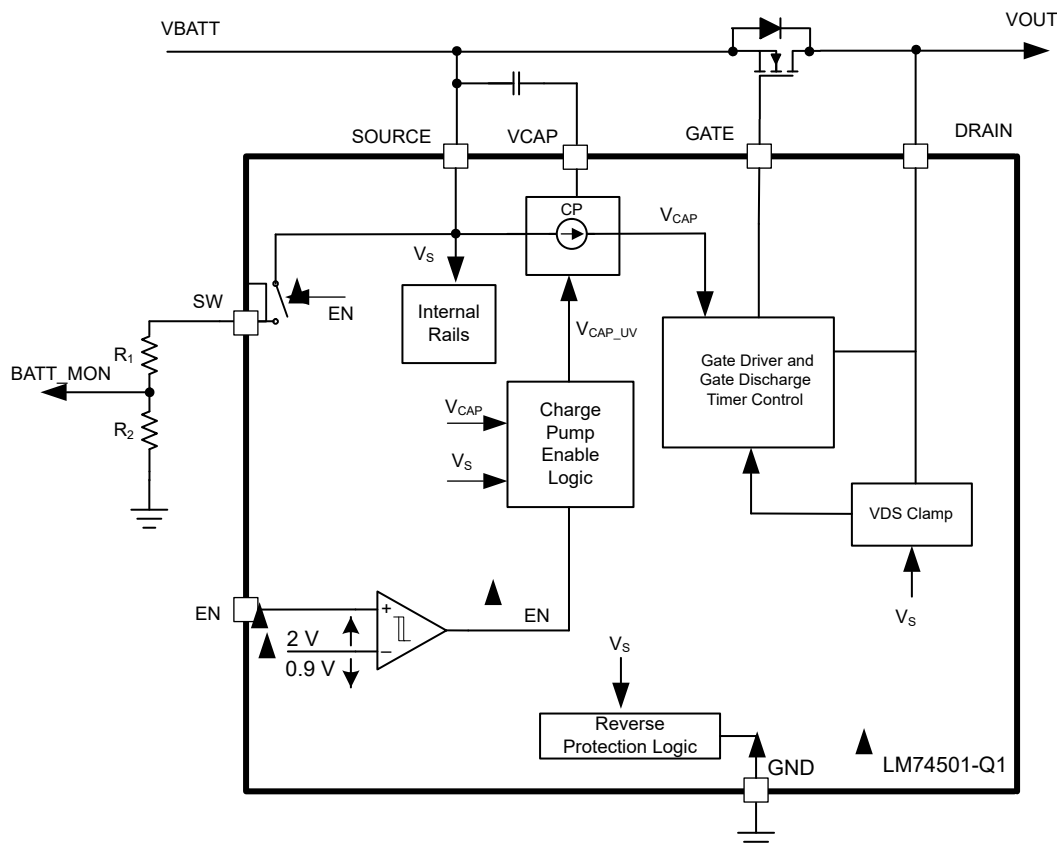 VBATT
VOUT
SOURCE
VCAP
GATE
DRAIN
CP
VCAP
VS
SW
EN
Internal
Rails
R1
VCAP_UV
BATT_MON
Gate Driver and
Gate Discharge
Timer Control
R2
VCAP
Charge
Pump
Enable
Logic
VS
VDS Clamp
EN
+
EN
VS
2 V
–
0.9 V
VS
Reverse
Protection Logic
GND
LM74501-Q1